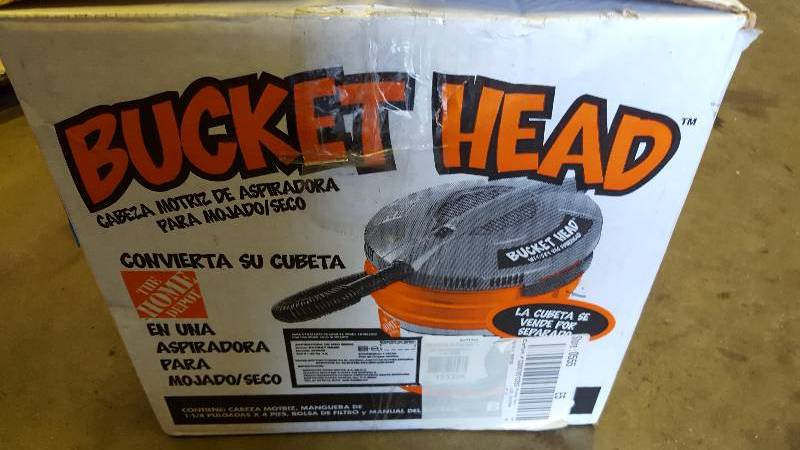 BUCKET HEAD™
CABEZA MOTRIZ DE ASPIRADORA
PARA MOJADO/SECO
CONVIERTA SU CUBETA
THE
HOME
DEPOT
EN UNA
ASPIRADORA
PARA
MOJADO/SECO
BUCKET HEAD
LA CUBETA SE
VENDE POR
SEPARADO
CONTIENE: CABEZA MOTRIZ, MANGUERA DE
1-1/4 PULGADAS X 4 PIES, BOLSA DE FILTRO y MANUAL DEL